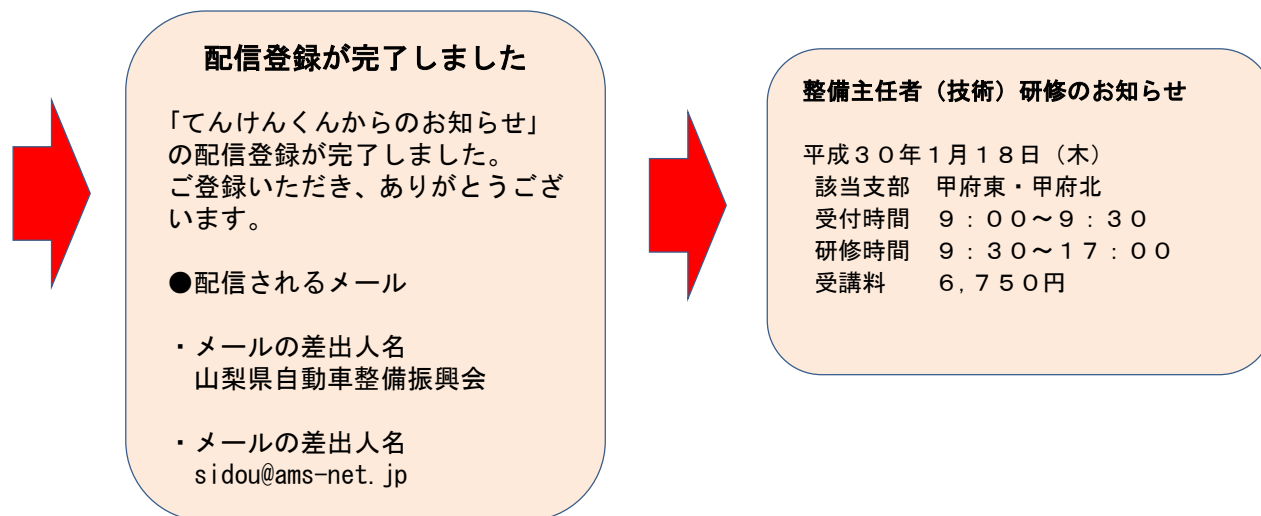 配信登録が完了しました
「てんけんくんからのお知らせ」
の配信登録が完了しました。
ご登録いただき、ありがとうござ
います。
●配信されるメール
・メールの差出人名
山梨県自動車整備振興会
・メールの差出人名
sidou@ams-net.jp
整備主任者（技術）研修のお知らせ
平成３０年１月18日（木）
該当支部　甲府東・甲府北
受付時間　９：００～９：３０
研修時間　９：３０～１７：００
受講料　　６,７５０円